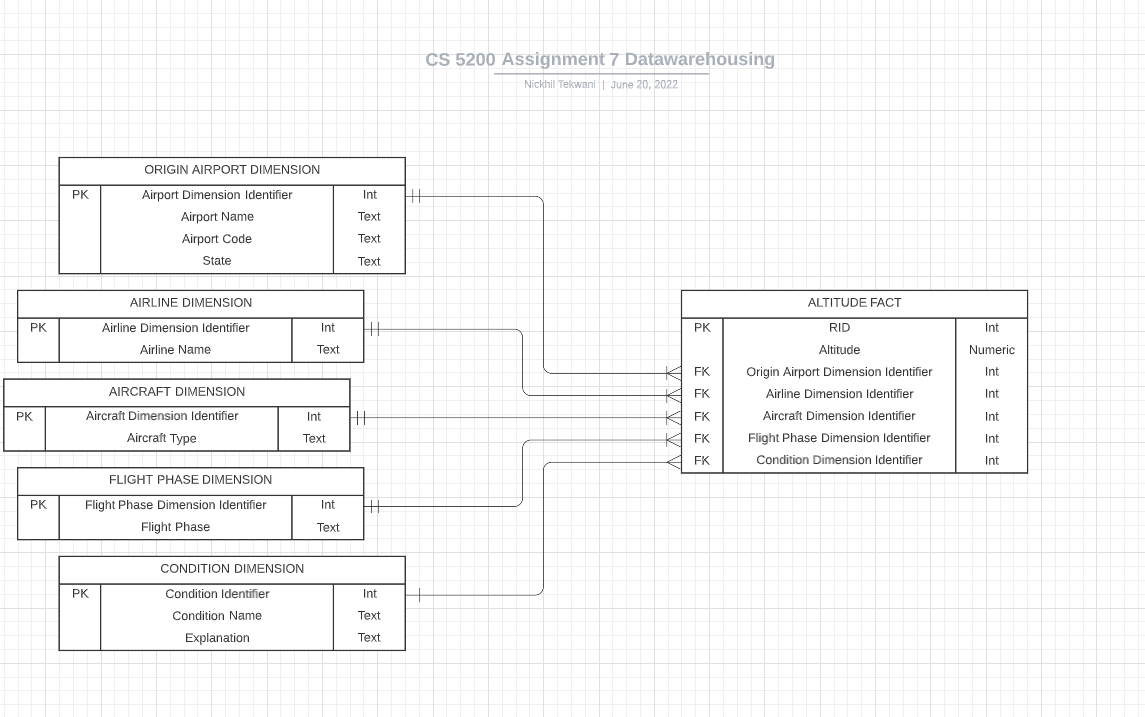 CS 5200 Assignment 7 Datawarehousing
Nickhil Tekwani | June 20, 2022
ORIGIN AIRPORT DIMENSION
PK Airport Dimension Identifier Int
Airport Name Text
Airport Code Text
State Text
AIRLINE DIMENSION
PK Airline Dimension Identifier Int
Airline Name Text
AIRCRAFT DIMENSION
PK Aircraft Dimension Identifier Int
Aircraft Type Text
FLIGHT PHASE DIMENSION
PK Flight Phase Dimension Identifier Int
Flight Phase Text
CONDITION DIMENSION
PK Condition Identifier Int
Condition Name Text
Explanation Text
ALTITUDE FACT
PK RID Int
Altitude Numeric
FK Origin Airport Dimension Identifier Int
FK Airline Dimension Identifier Int
FK Aircraft Dimension Identifier Int
FK Flight Phase Dimension Identifier Int
FK Condition Dimension Identifier Int